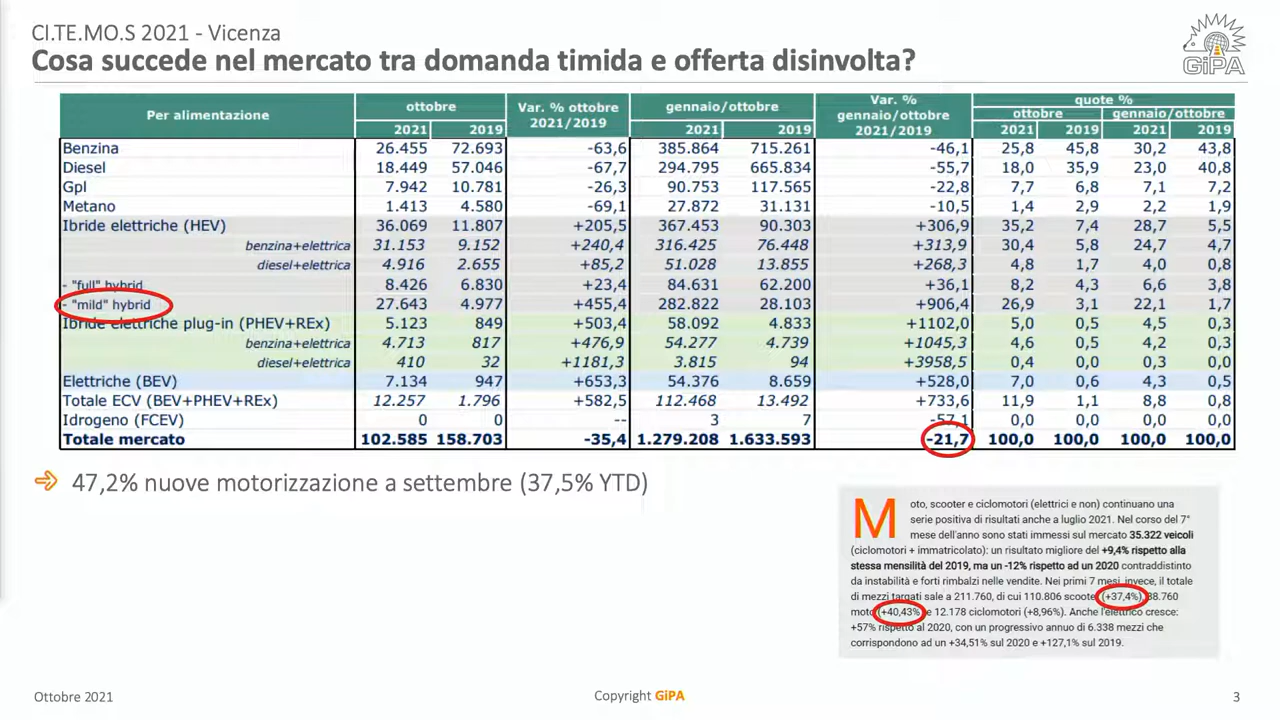 CI.TE.MO.S 2021 - Vicenza
Cosa succede nel mercato tra domanda timida e offerta disinvolta?
GiPA
Per alimentazione ottobre Var. % ottobre 2021/2019 gennaio/ottobre Var. % gennaio/ottobre 2021/2019 quote %
ottobre gennaio/ottobre
2021 2019 2021 2019 2021 2019 2021 2019
Benzina 26.455 72.693 -63,6 385.864 715.261 -46,1 25,8 45,8 30,2 43,8
Diesel 18.449 57.046 -67,7 294.795 665.834 -55,7 18,0 35,9 23,0 40,8
Gpl 7.942 10.781 -26,3 90.753 117.565 -22,8 7,7 6,8 7,1 7,2
Metano 1.413 4.580 -69,1 27.872 31.131 -10,5 1,4 2,9 2,2 1,9
Ibride elettriche (HEV) 36.069 11.807 +205,5 367.453 90.303 +306,9 35,2 7,4 28,7 5,5
benzina+elettrica 31.153 9.152 +240,4 316.425 76.448 +313,9 30,4 5,8 24,7 4,7
diesel+elettrica 4.916 2.655 +85,2 51.028 13.855 +268,3 4,8 1,7 4,0 0,8
- "full" hybrid 8.426 6.830 +23,4 84.631 62.200 +36,1 8,2 4,3 6,6 3,8
- "mild" hybrid 27.643 4.977 +455,4 282.822 28.103 +906,4 26,9 3,1 22,1 1,7
Ibride elettriche plug-in (PHEV+REx) 5.123 849 +503,4 58.092 4.833 +1102,0 5,0 0,5 4,5 0,3
benzina+elettrica 4.713 817 +476,9 54.277 4.739 +1045,3 4,6 0,5 4,2 0,3
diesel+elettrica 410 32 +1181,3 3.815 94 +3958,5 0,4 0,0 0,3 0,0
Elettriche (BEV) 7.134 947 +653,3 54.376 8.659 +528,0 7,0 0,6 4,3 0,5
Totale ECV (BEV+PHEV+REx) 12.257 1.796 +582,5 112.468 13.492 +733,6 11,9 1,1 8,8 0,8
Idrogeno (FCEV) 0 0 -- 3 7 -57,1 0,0 0,0 0,0 0,0
Totale mercato 102.585 158.703 -35,4 1.279.208 1.633.593 -21,7 100,0 100,0 100,0 100,0
47,2% nuove motorizzazione a settembre (37,5% YTD)
Moto, scooter e ciclomotori (elettrici e non) continuano una
serie positiva di risultati anche a luglio 2021. Nel corso del 7°
mese dell'anno sono stati immessi sul mercato 35.322 veicoli
(ciclomotori + immatricolato): un risultato migliore del +9,4% rispetto alla
stessa mensilità del 2019, ma un -12% rispetto ad un 2020 contraddistinto
da instabilità e forti rimbalzi nelle vendite. Nei primi 7 mesi, invece, il totale
di mezzi targati sale a 211.760, di cui 110.806 scooter (+37,4%), 88.760
moto (+40,43%) e 12.178 ciclomotori (+8,96%). Anche l'elettrico cresce:
+57% rispetto al 2020, con un progressivo annuo di 6.338 mezzi che
corrispondono ad un +34,51% sul 2020 e +127,1% sul 2019.
Ottobre 2021
Copyright GiPA
3